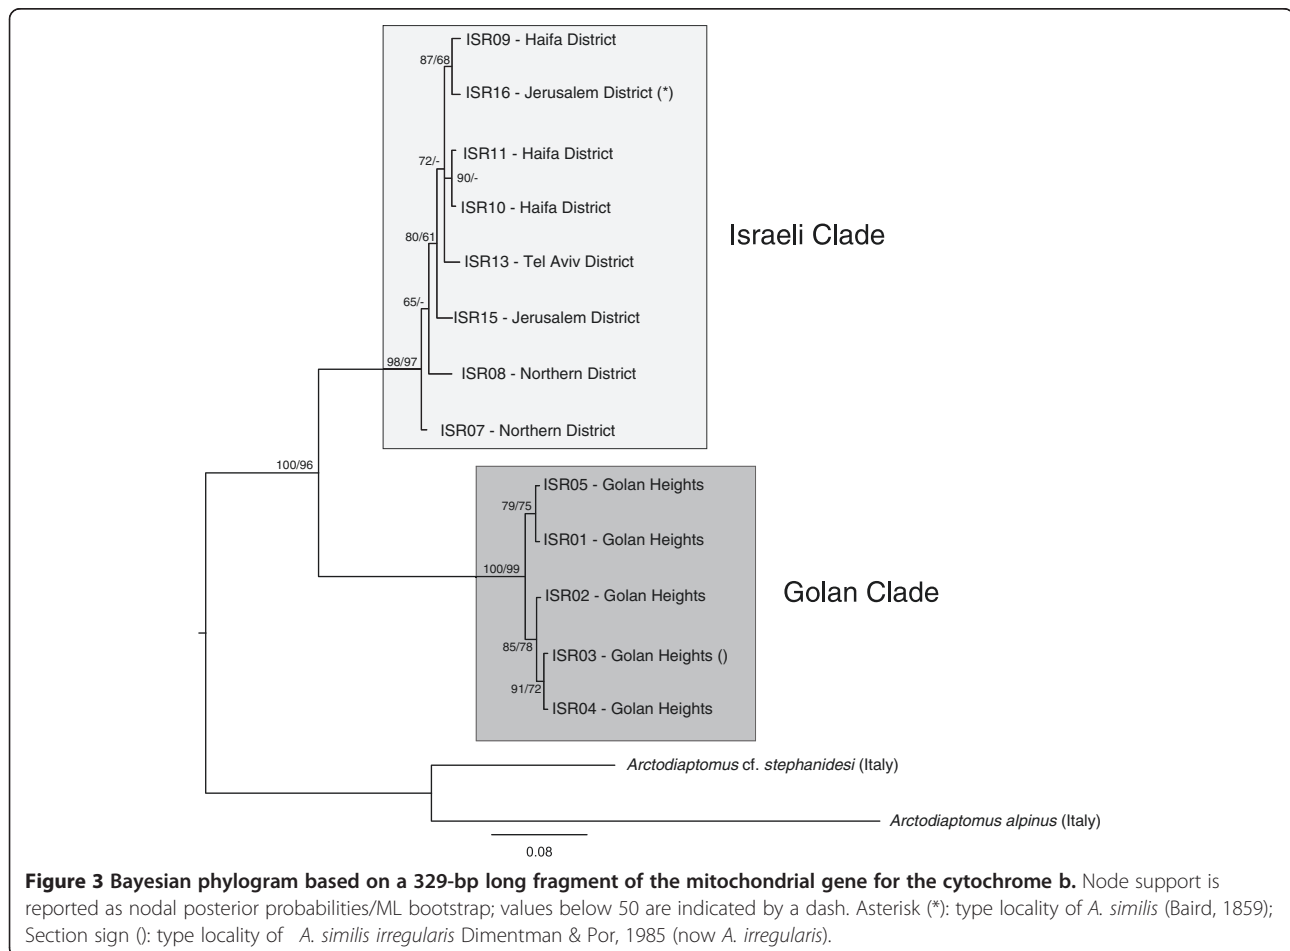 ISR09 - Haifa District
87/68
ISR16 - Jerusalem District (*)
ISR11 - Haifa District
72/-
90/-
ISR10 - Haifa District
Israeli Clade
80/61
ISR13 - Tel Aviv District
65/-
ISR15 - Jerusalem District
98/97
ISR08 - Northern District
ISR07 - Northern District
100/96
ISR05 - Golan Heights
79/75
ISR01 - Golan Heights
100/99
Golan Clade
ISR02 - Golan Heights
85/78
ISR03 - Golan Heights ()
91/72
ISR04 - Golan Heights
Arctodiaptomus cf. stephanidesi (Italy)
Arctodiaptomus alpinus (Italy)
0.08
Figure 3 Bayesian phylogram based on a 329-bp long fragment of the mitochondrial gene for the cytochrome b. Node support is
reported as nodal posterior probabilities/ML bootstrap; values below 50 are indicated by a dash. Asterisk (*): type locality of A. similis (Baird, 1859);
Section sign (): type locality of A. similis irregularis Dimentman & Por, 1985 (now A. irregularis).